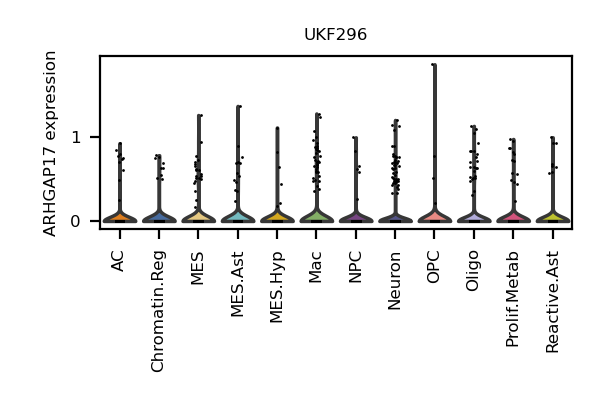 UKF296
ARHGAP17 expression
1
0
AC
Chromatin.Reg
MES
MES.Ast
MES.Hyp
Mac
NPC
Neuron
OPC
Oligo
Prolif.Metab
Reactive.Ast